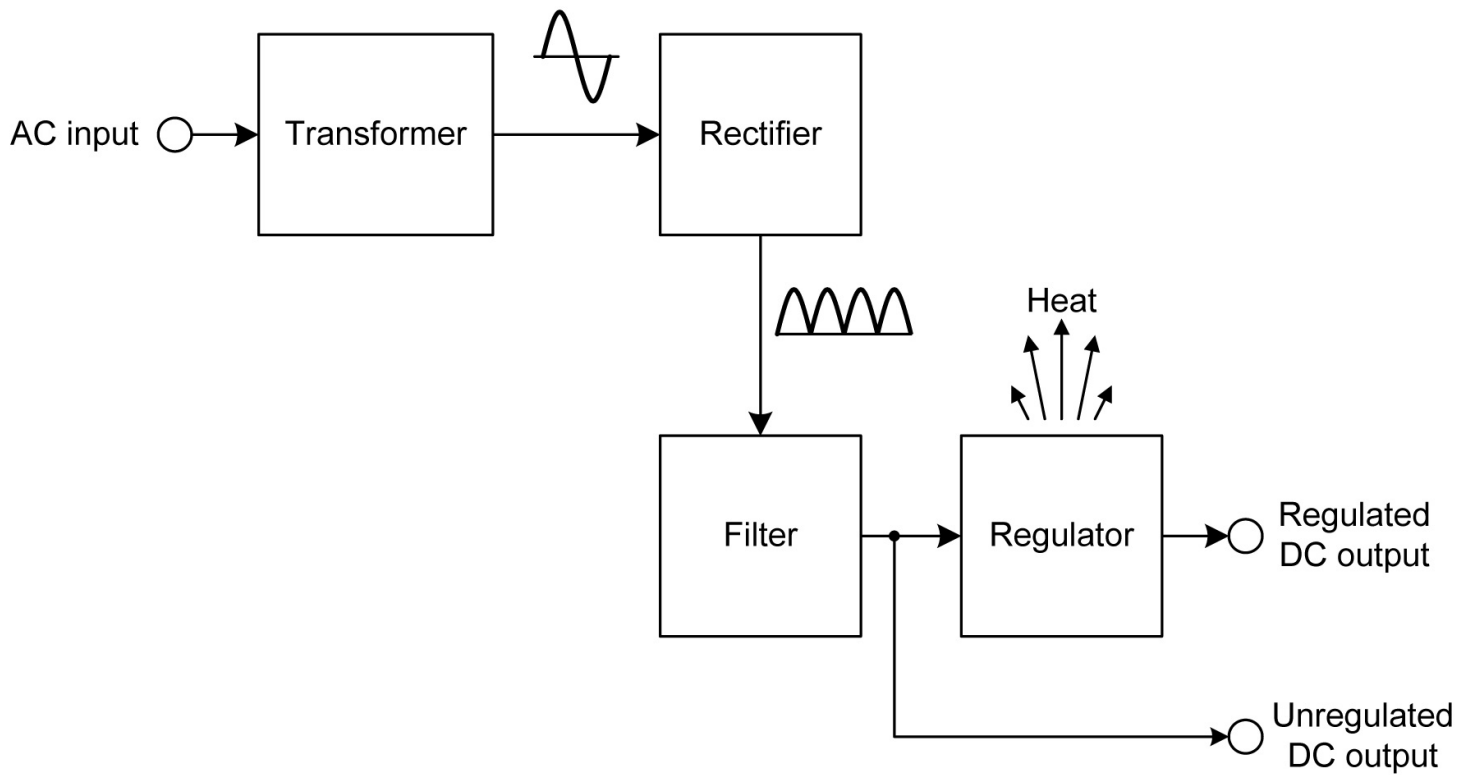 AC input
Transformer
Rectifier
Heat
Filter
Regulator
Regulated
DC output
Unregulated
DC output